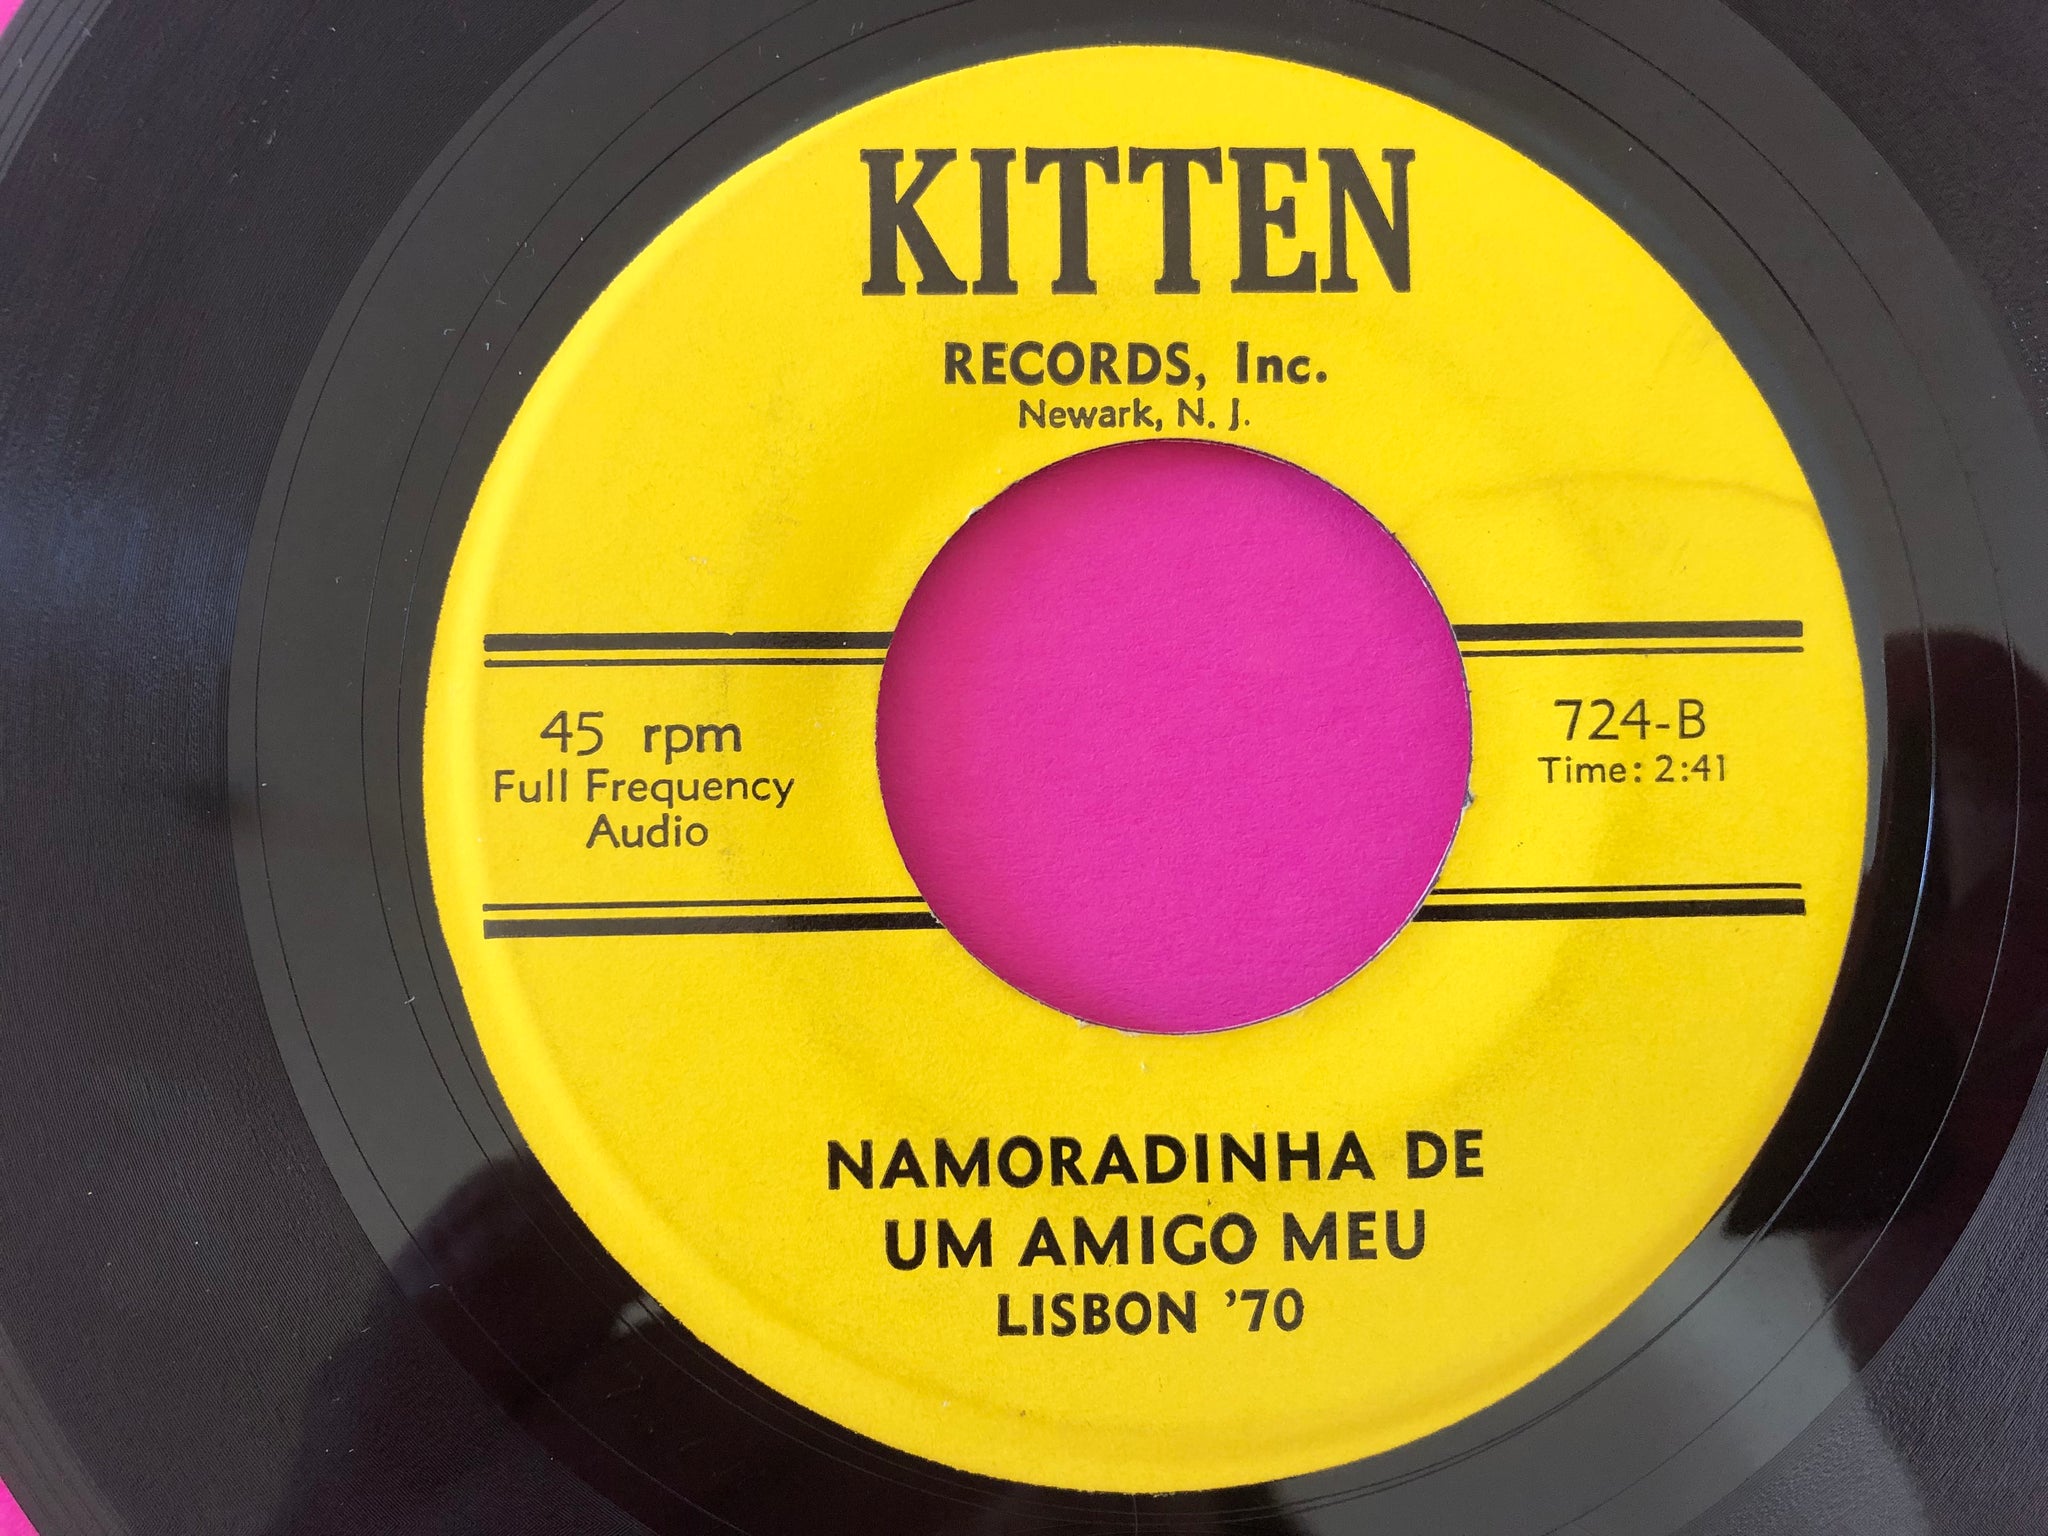 KITTEN
RECORDS, Inc.
Newark, N. J.
45 rpm
Full Frequency
Audio
724-B
Time: 2:41
NAMORADINHA DE
UM AMIGO MEU
LISBON '70